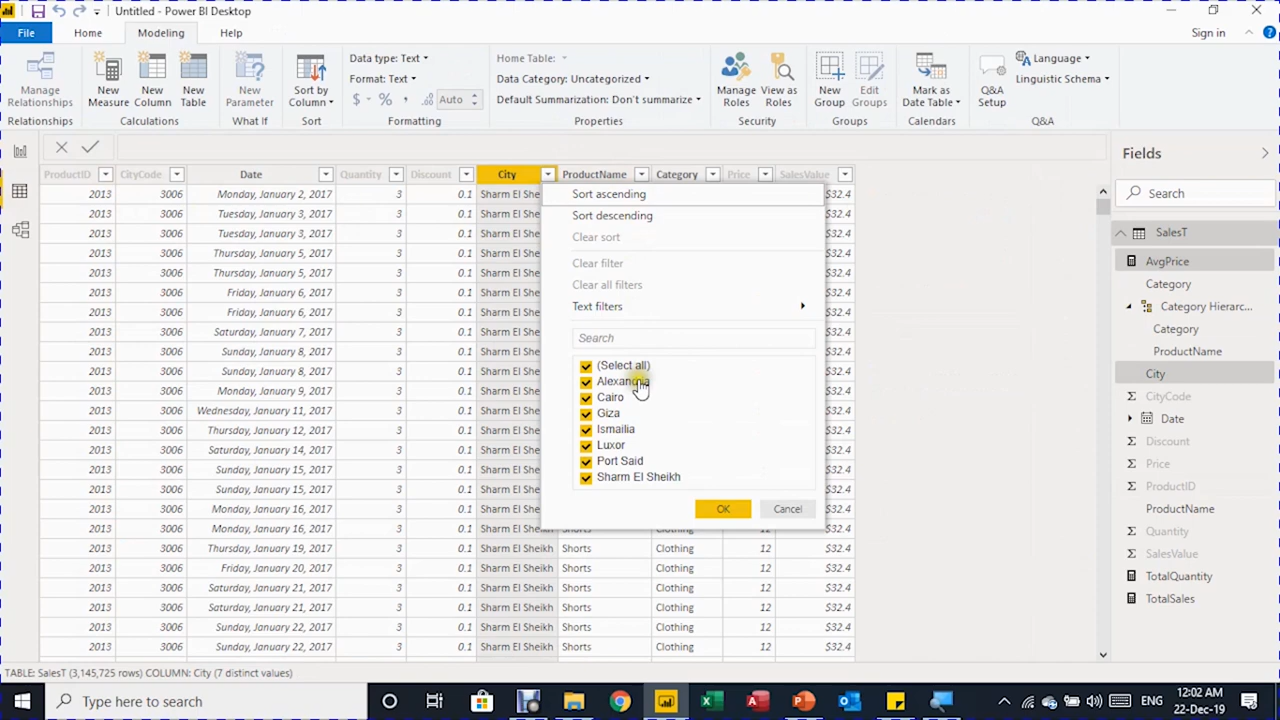 Untitled - Power BI Desktop
File Home Modeling Help Sign in
Manage Relationships
New Measure
New Column
New Table
New Parameter
Sort by Column
Data type: Text
Format: Text
$ % , .00 Auto
Home Table:
Data Category: Uncategorized
Default Summarization: Don't summarize
Manage Roles
View as Roles
New Group
Edit Groups
Mark as Date Table
Q&A Setup
Language
Linguistic Schema
Relationships Calculations What If Sort Formatting Properties Security Groups Calendars Q&A
ProductID CityCode Date Quantity Discount City ProductName Category Price SalesValue
2013 3006 Monday, January 2, 2017 3 0.1 Sharm El She $32.4
2013 3006 Tuesday, January 3, 2017 3 0.1 Sharm El She $32.4
2013 3006 Tuesday, January 3, 2017 3 0.1 Sharm El She $32.4
2013 3006 Thursday, January 5, 2017 3 0.1 Sharm El She $32.4
2013 3006 Thursday, January 5, 2017 3 0.1 Sharm El She $32.4
2013 3006 Friday, January 6, 2017 3 0.1 Sharm El She $32.4
2013 3006 Friday, January 6, 2017 3 0.1 Sharm El She $32.4
2013 3006 Saturday, January 7, 2017 3 0.1 Sharm El She $32.4
2013 3006 Sunday, January 8, 2017 3 0.1 Sharm El She $32.4
2013 3006 Sunday, January 8, 2017 3 0.1 Sharm El She $32.4
2013 3006 Monday, January 9, 2017 3 0.1 Sharm El She $32.4
2013 3006 Wednesday, January 11, 2017 3 0.1 Sharm El She $32.4
2013 3006 Thursday, January 12, 2017 3 0.1 Sharm El She $32.4
2013 3006 Saturday, January 14, 2017 3 0.1 Sharm El She $32.4
2013 3006 Sunday, January 15, 2017 3 0.1 Sharm El She $32.4
2013 3006 Sunday, January 15, 2017 3 0.1 Sharm El She $32.4
2013 3006 Monday, January 16, 2017 3 0.1 Sharm El She $32.4
2013 3006 Monday, January 16, 2017 3 0.1 Sharm El Sheikh Shorts Clothing 12 $32.4
2013 3006 Thursday, January 19, 2017 3 0.1 Sharm El Sheikh Shorts Clothing 12 $32.4
2013 3006 Friday, January 20, 2017 3 0.1 Sharm El Sheikh Shorts Clothing 12 $32.4
2013 3006 Saturday, January 21, 2017 3 0.1 Sharm El Sheikh Shorts Clothing 12 $32.4
2013 3006 Saturday, January 21, 2017 3 0.1 Sharm El Sheikh Shorts Clothing 12 $32.4
2013 3006 Sunday, January 22, 2017 3 0.1 Sharm El Sheikh Shorts Clothing 12 $32.4
2013 3006 Sunday, January 22, 2017 3 0.1 Sharm El Sheikh Shorts Clothing 12 $32.4
Sort ascending
Sort descending
Clear sort
Clear filter
Clear all filters
Text filters
Search
(Select all)
Cairo
Giza
Ismailia
Luxor
Port Said
Sharm El Sheikh
OK Cancel
Fields
Search
SalesT
AvgPrice
Category
Category Hierarc...
Category
ProductName
City
CityCode
Date
Discount
Price
ProductID
ProductName
Quantity
SalesValue
TotalQuantity
TotalSales
TABLE: SalesT (3,145,725 rows) COLUMN: City (7 distinct values)
Type here to search
ENG
12:02 AM
22-Dec-19